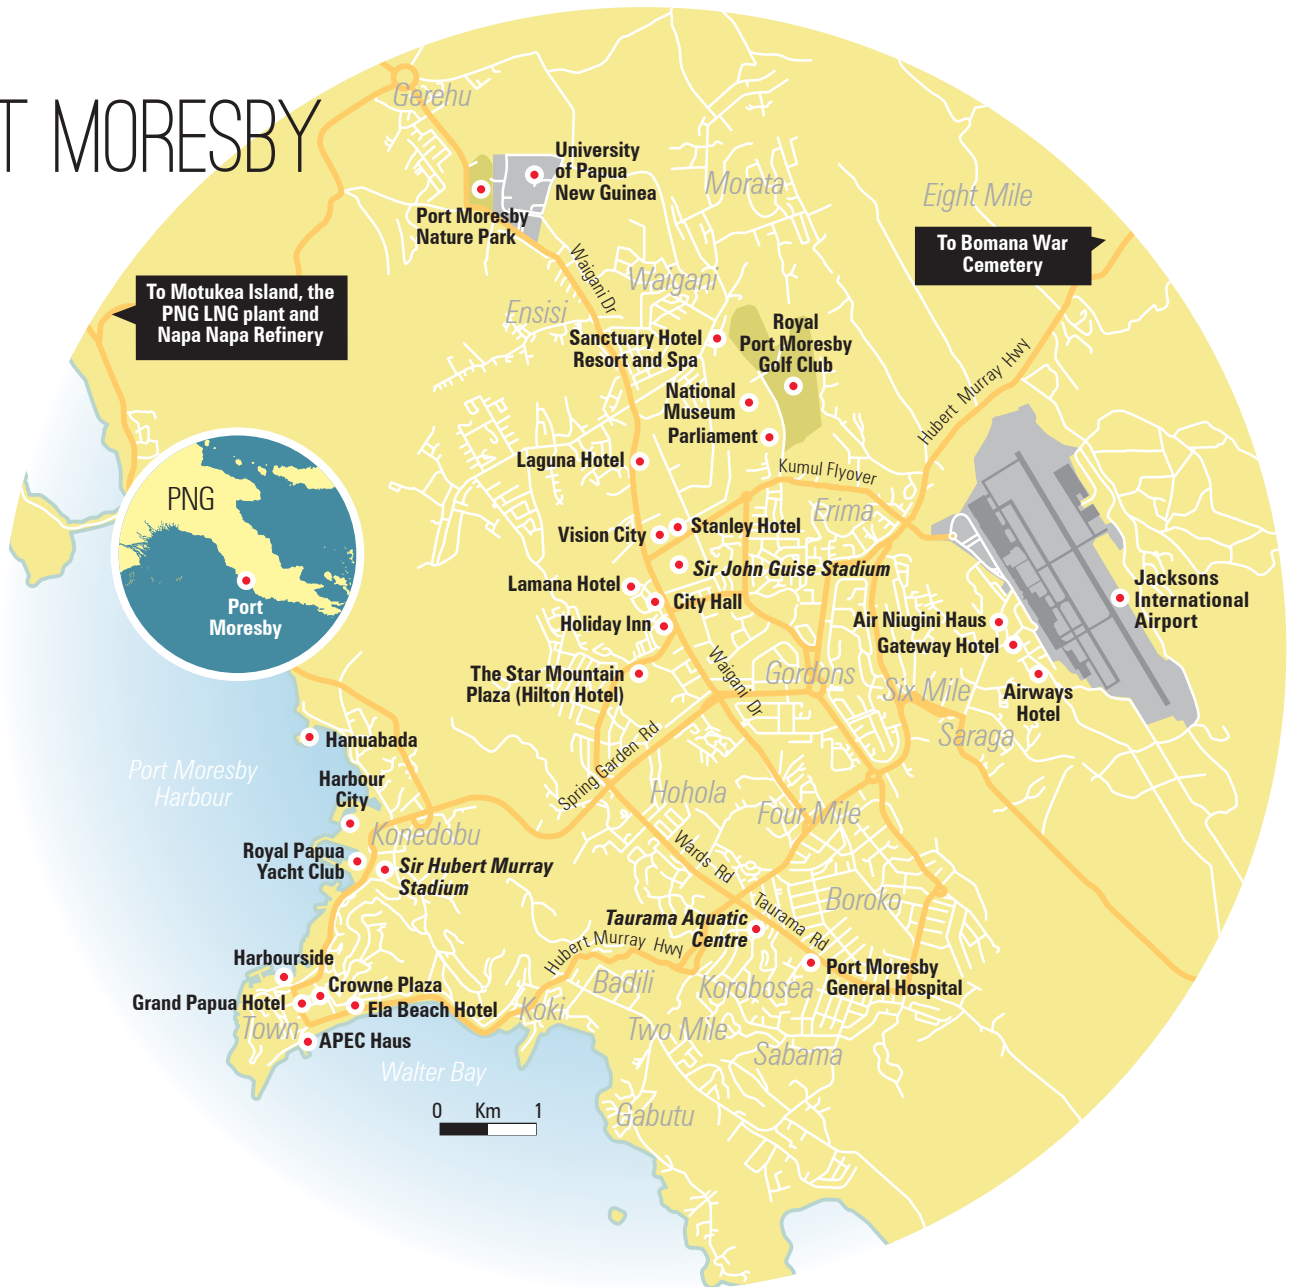 T MORESBY
Gerehu
University
of Papua
New Guinea
Port Moresby
Nature Park
Morata
Eight Mile
To Bomana War
Cemetery
Waigani Dr
Waigani
Ensisi
To Motukea Island, the
PNG LNG plant and
Napa Napa Refinery
Sanctuary Hotel
Resort and Spa
Royal
Port Moresby
Golf Club
National
Museum
Parliament
Hubert Murray Hwy
Laguna Hotel
Kumul Flyover
Erima
PNG
Port
Moresby
Vision City
Stanley Hotel
Sir John Guise Stadium
Lamana Hotel
City Hall
Holiday Inn
Jacksons
International
Airport
Air Niugini Haus
Gateway Hotel
Airways
Hotel
The Star Mountain
Plaza (Hilton Hotel)
Waigani Dr
Gordons
Six Mile
Saraga
Hanuabada
Spring Garden Rd
Port Moresby
Harbour
Harbour
City
Hohola
Four Mile
Konedobu
Royal Papua
Yacht Club
Sir Hubert Murray
Stadium
Wards Rd
Boroko
Taurama Aquatic
Centre
Taurama Rd
Hubert Murray Hwy
Harbourside
Crowne Plaza
Grand Papua Hotel
Ela Beach Hotel
Town
APEC Haus
Koki
Badili
Korobosea
Port Moresby
General Hospital
Two Mile
Sabama
Walter Bay
Gabutu
0 Km 1